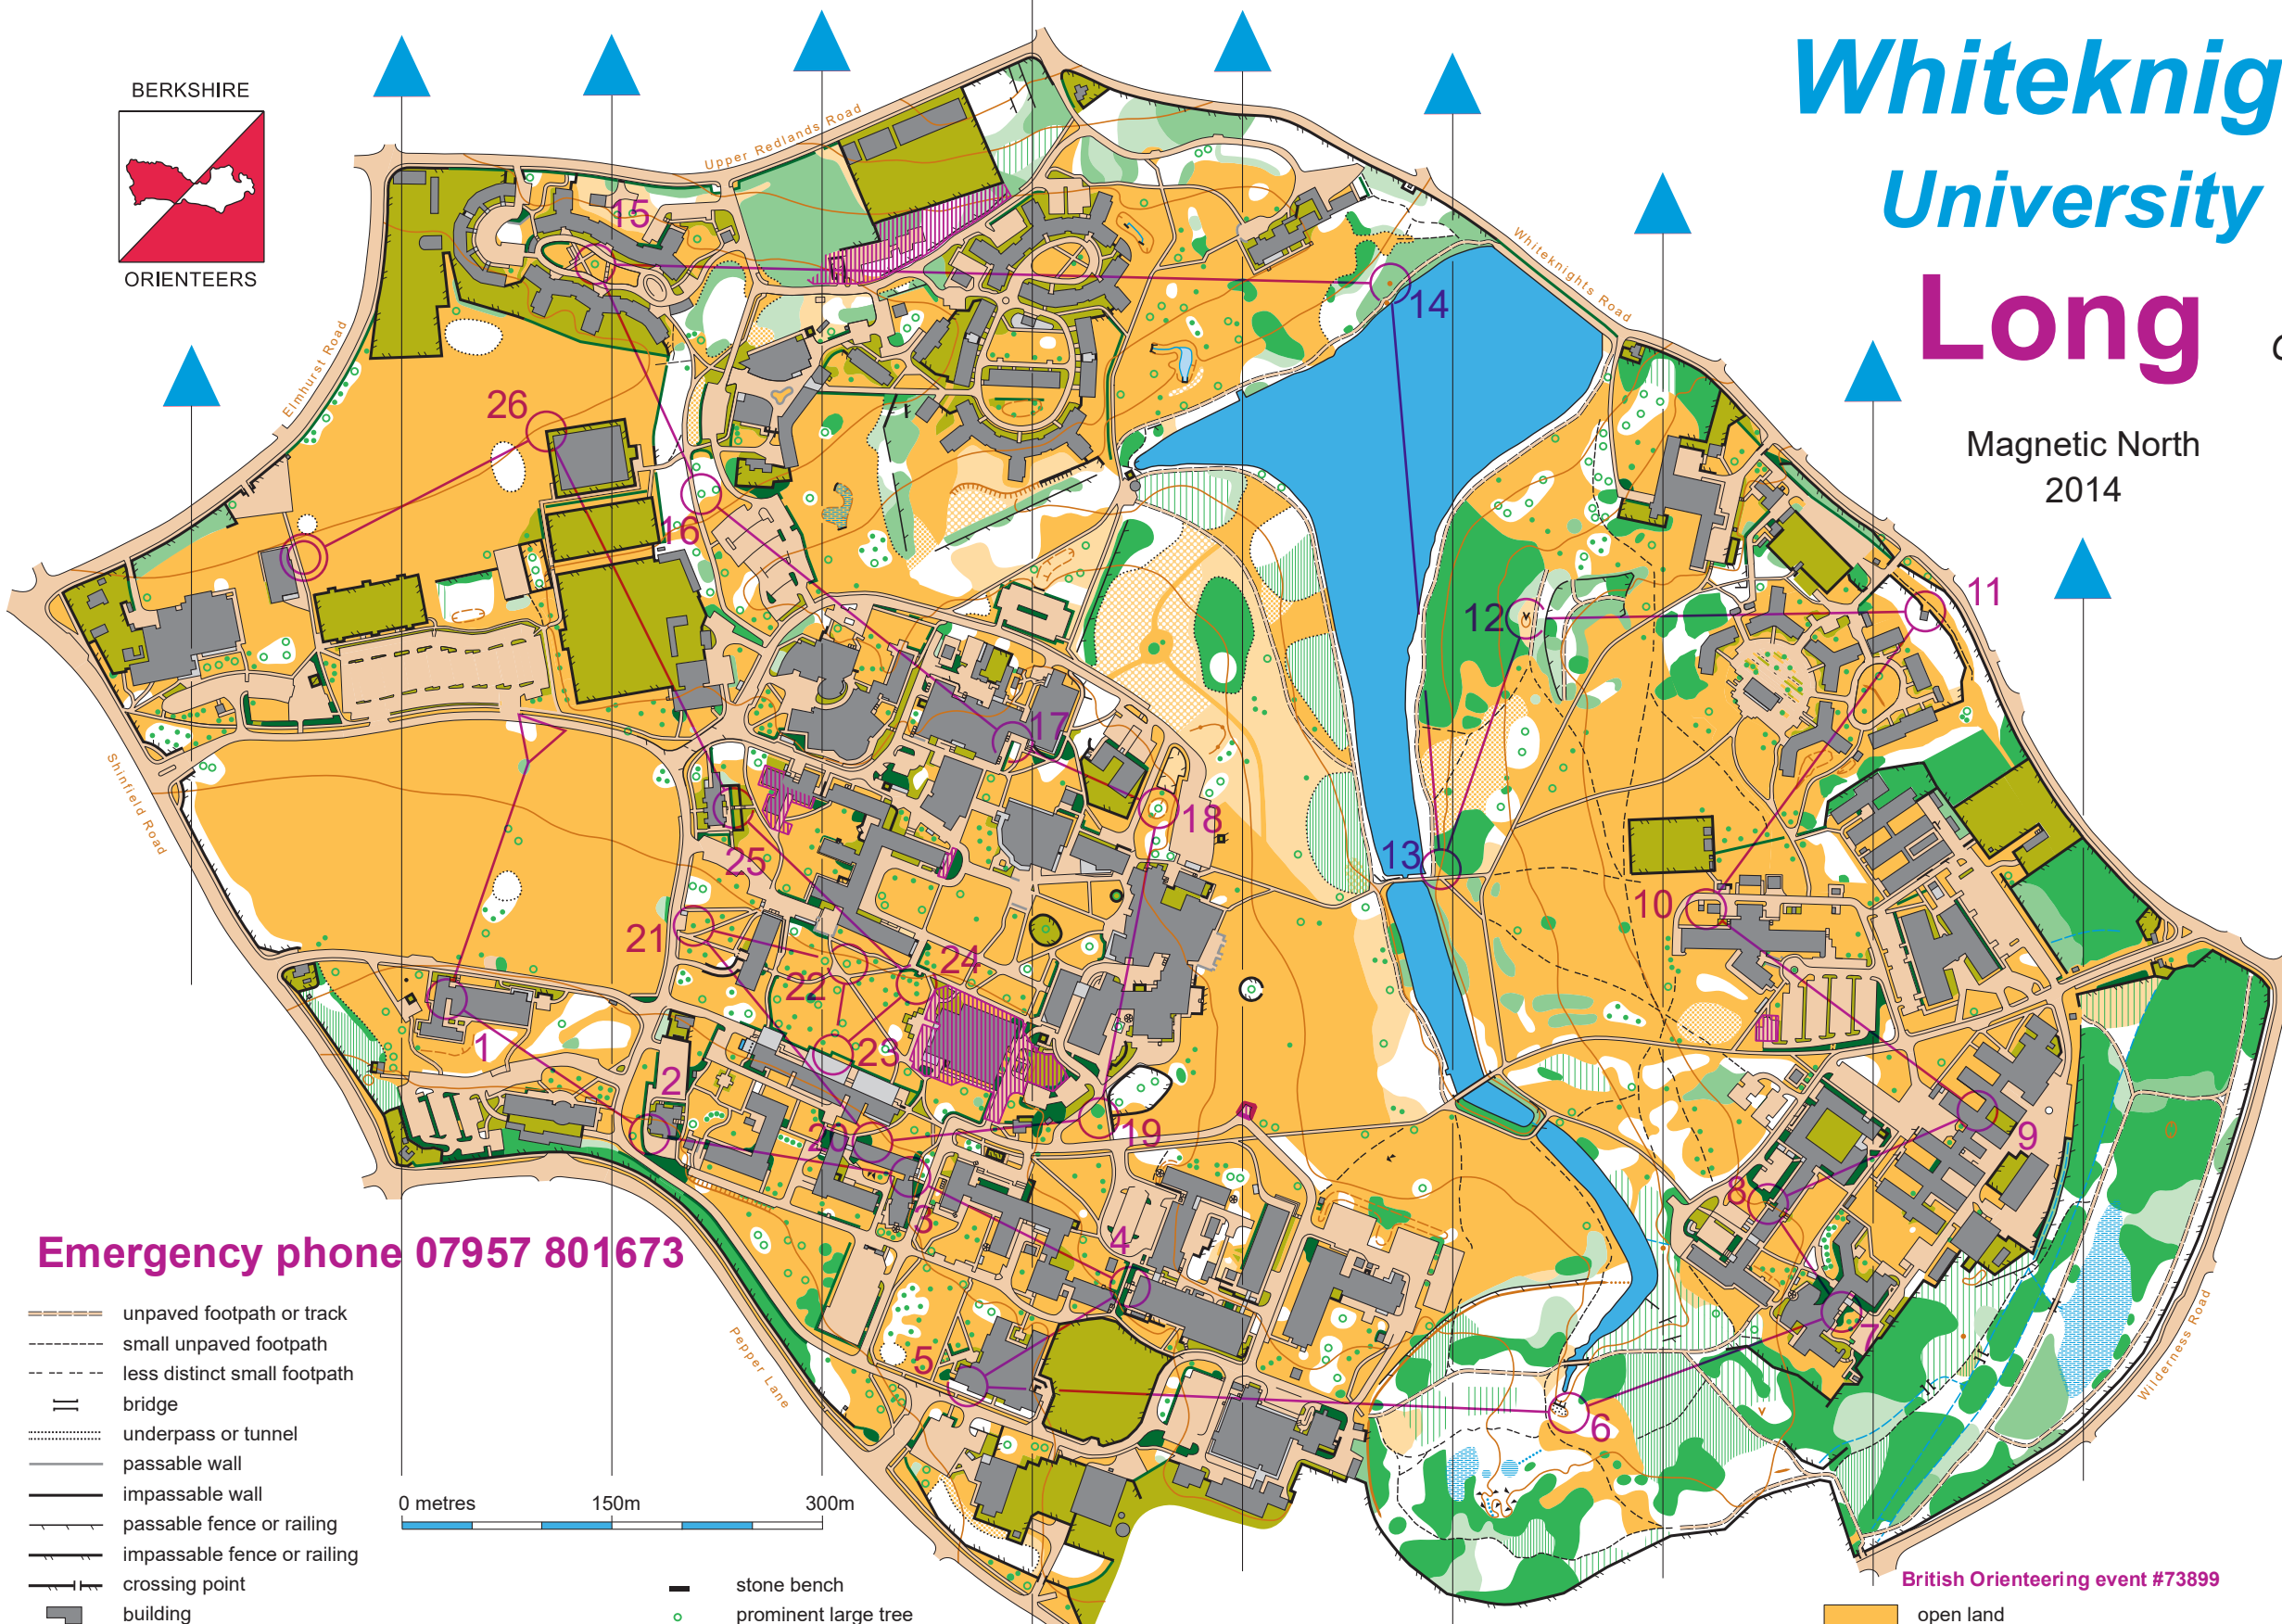 BERKSHIRE
ORIENTEERS
Whiteknig
University
Long
Magnetic North
2014
Upper Redlands Road
Whiteknights Road
Elmhurst Road
Shinfield Road
Pepper Lane
Wilderness Road
15
14
26
16
12
11
17
18
13
10
25
21
24
22
1
23
2
20
19
9
8
3
4
7
5
6
Emergency phone 07957 801673
unpaved footpath or track
small unpaved footpath
less distinct small footpath
bridge
underpass or tunnel
passable wall
impassable wall
passable fence or railing
impassable fence or railing
crossing point
building
0 metres 150m 300m
stone bench
prominent large tree
British Orienteering event #73899
open land